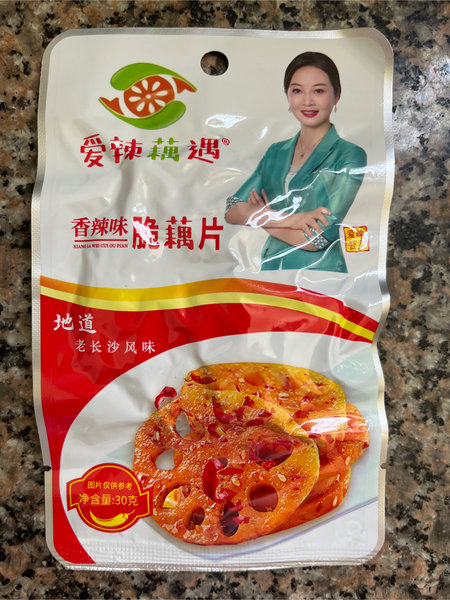 爱辣藕遇®
香辣味
XIANGLA WEI CUI OU PIAN
脆藕片
地道
老长沙风味
图片仅供参考
净含量:30克